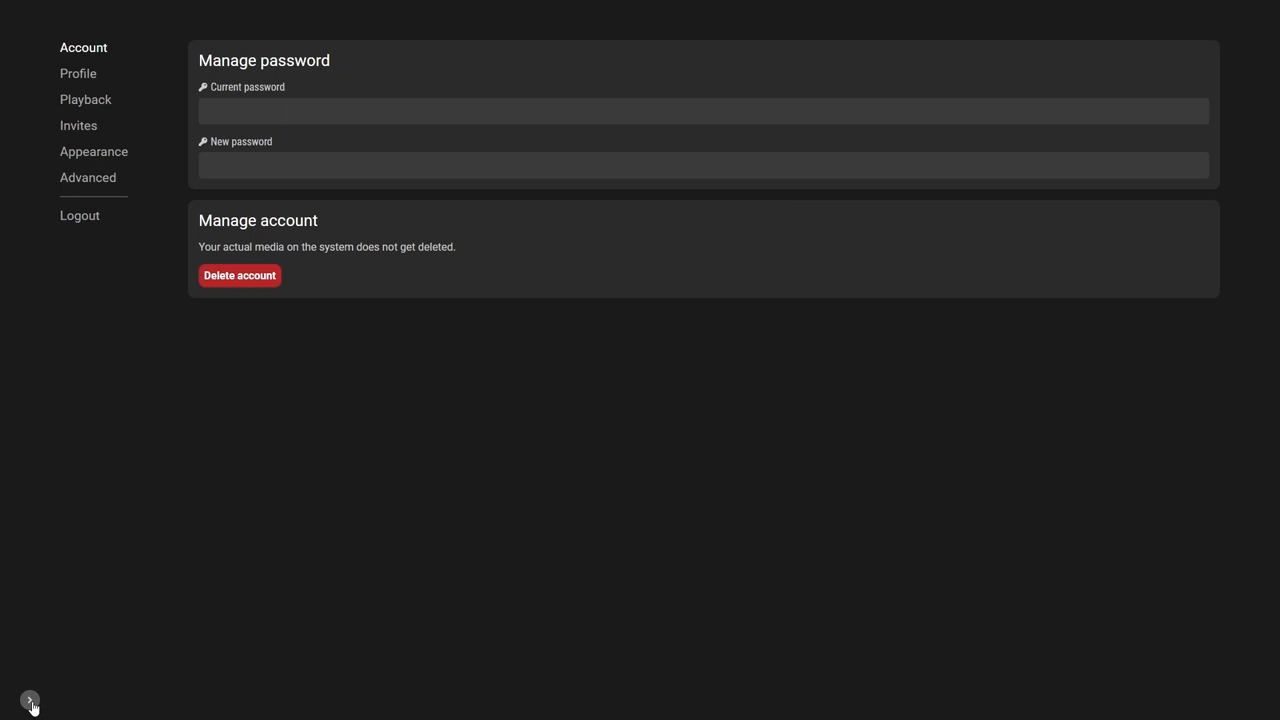 Account
Profile
Playback
Invites
Appearance
Advanced
Logout
Manage password
Current password
New password
Manage account
Your actual media on the system does not get deleted.
Delete account